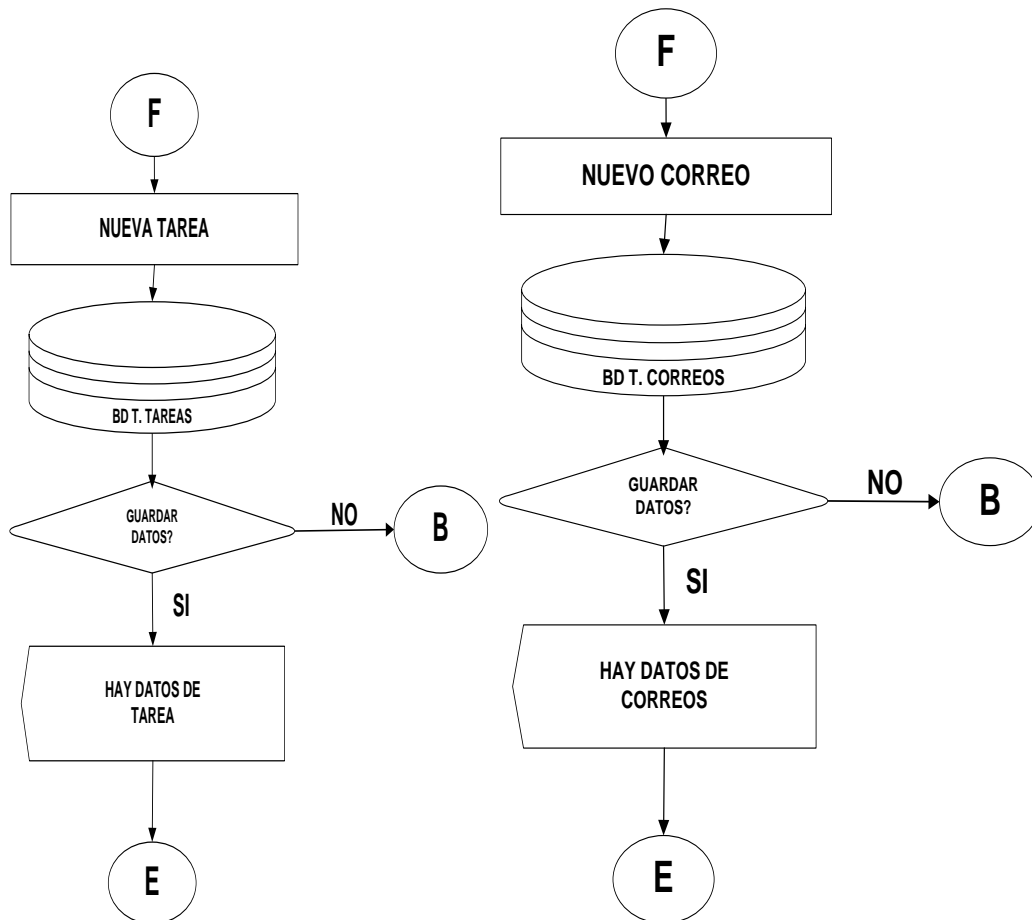 F
NUEVA TAREA
BD T. TAREAS
GUARDAR
DATOS?
NO
B
SI
HAY DATOS DE
TAREA
E
F
NUEVO CORREO
BD T. CORREOS
GUARDAR
DATOS?
NO
B
SI
HAY DATOS DE
CORREOS
E